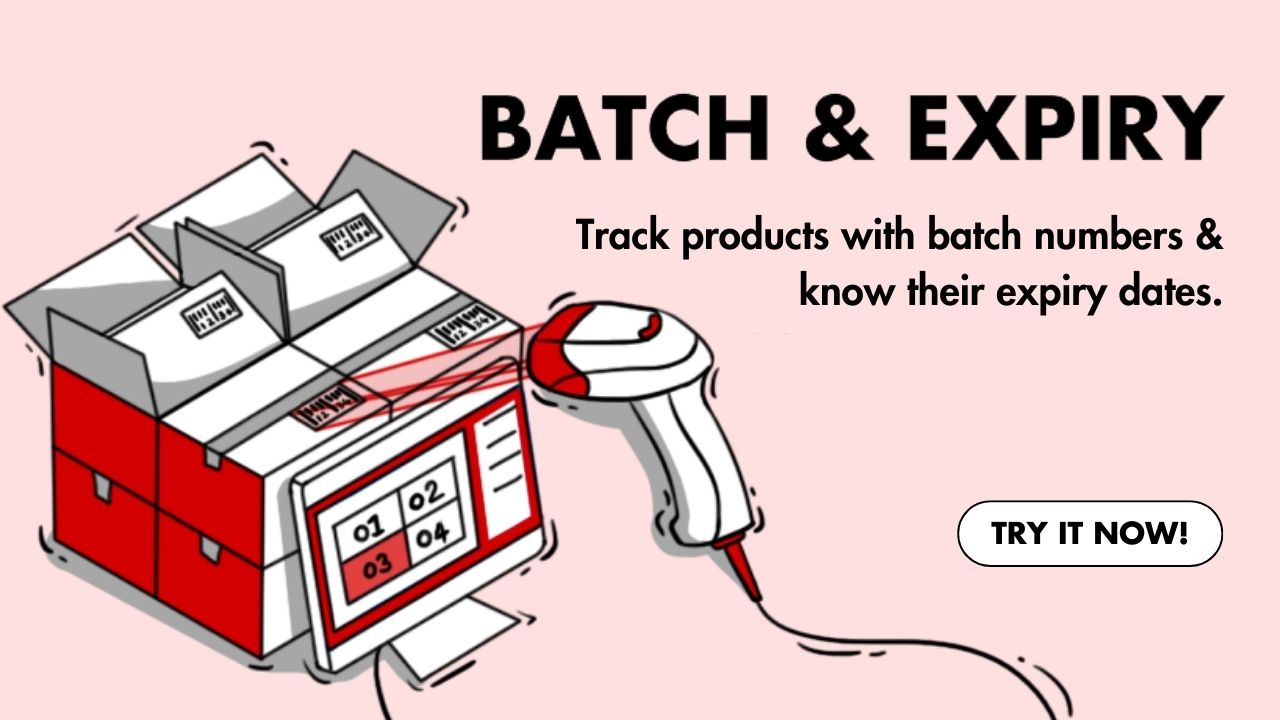 BATCH & EXPIRY
Track products with batch numbers &
know their expiry dates.
TRY IT NOW!
01 02
03 04